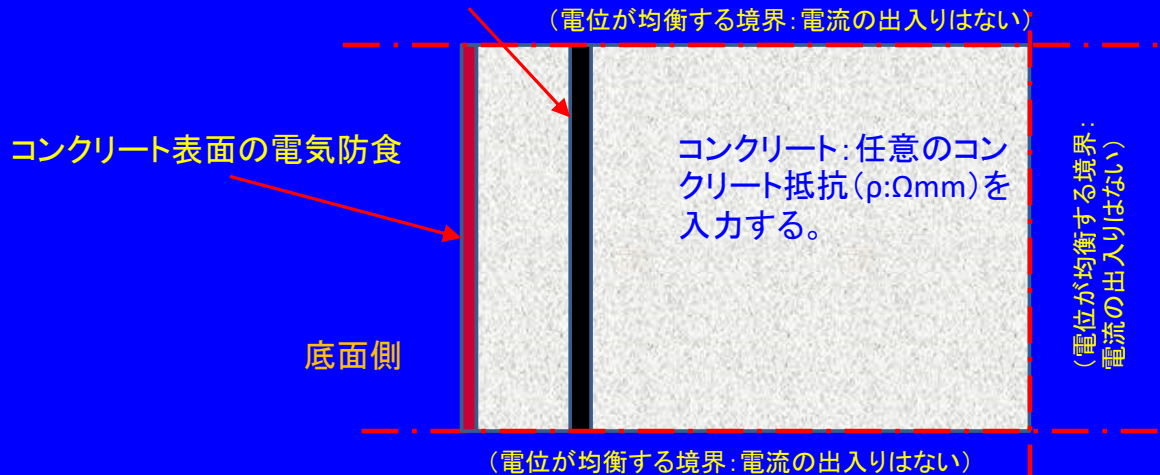 （電位が均衡する境界：電流の出入りはない）
コンクリート表面の電気防食
コンクリート：任意のコン
クリート抵抗（ρ:Ωmm）を
入力する。
（電位が均衡する境界：
電流の出入りはない）
底面側
（電位が均衡する境界：電流の出入りはない）